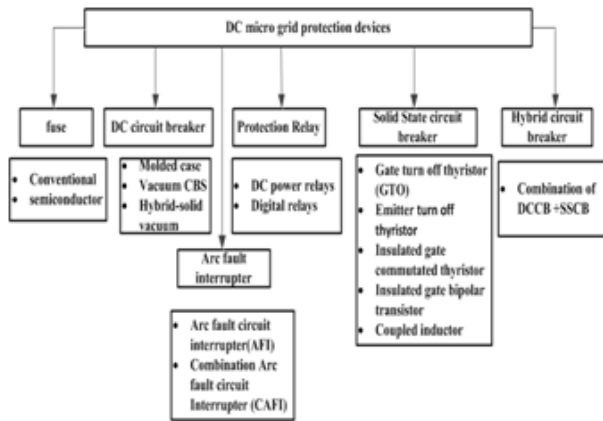 DC micro grid protection devices
fuse
DC circuit breaker
Protection Relay
Solid State circuit
breaker
Hybrid circuit
breaker
• Conventional
• semiconductor
• Molded case
• Vacuum CBS
• Hybrid-solid
vacuum
• DC power relays
• Digital relays
• Gate turn off thyristor
(GTO)
• Emitter turn off
thyristor
• Insulated gate
commutated thyristor
• Insulated gate bipolar
transistor
• Coupled inductor
• Combination of
DCCB +SSCB
Arc fault
interrupter
• Arc fault circuit
interrupter(AFI)
• Combination Arc
fault circuit
Interrupter (CAFI)